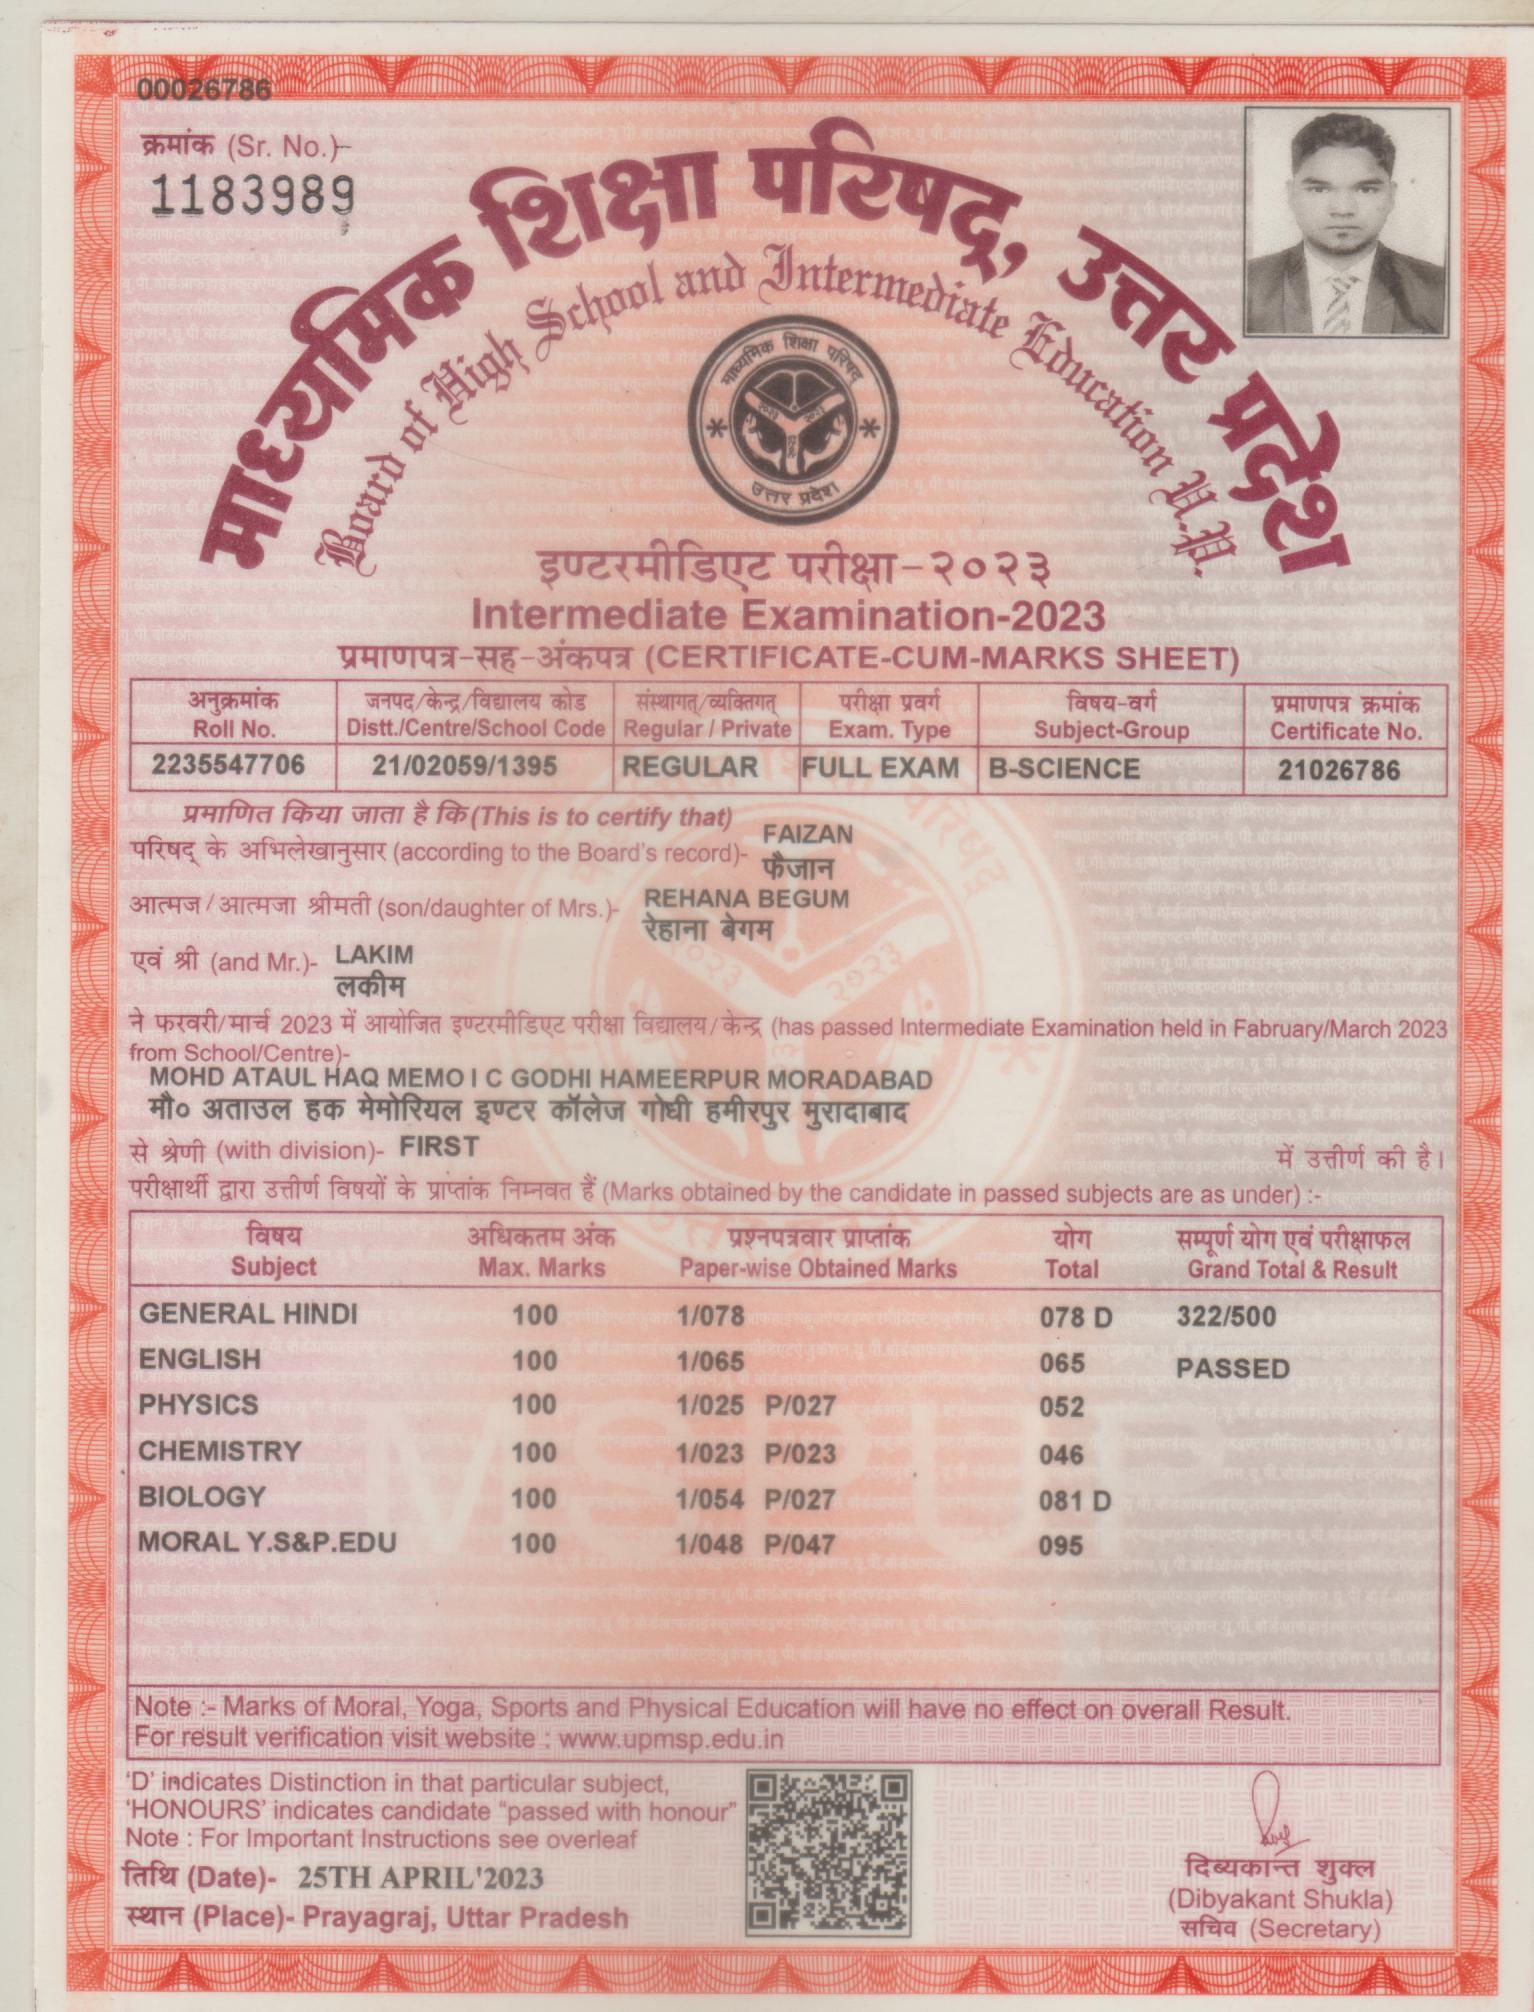 00026786
क्रमांक (Sr. No.)-
1183989
माध्यमिक शिक्षा परिषद्, उत्तर प्रदेश
Board of High School and Intermediate Education U.P.
माध्यमिक शिक्षा परिषद्
उत्तर प्रदेश
इण्टरमीडिएट परीक्षा-२०२३
Intermediate Examination-2023
प्रमाणपत्र-सह-अंकपत्र (CERTIFICATE-CUM-MARKS SHEET)
अनुक्रमांक जनपद/केन्द्र/विद्यालय कोड संस्थागत्/व्यक्तिगत् परीक्षा प्रवर्ग विषय-वर्ग प्रमाणपत्र क्रमांक
Roll No. Distt./Centre/School Code Regular / Private Exam. Type Subject-Group Certificate No.
2235547706 21/02059/1395 REGULAR FULL EXAM B-SCIENCE 21026786
प्रमाणित किया जाता है कि (This is to certify that)
FAIZAN
परिषद् के अभिलेखानुसार (according to the Board's record)-
फैजान
REHANA BEGUM
आत्मज/आत्मजा श्रीमती (son/daughter of Mrs.)-
रेहाना बेगम
एवं श्री (and Mr.)- LAKIM
लकीम
ने फरवरी/मार्च 2023 में आयोजित इण्टरमीडिएट परीक्षा विद्यालय/केन्द्र (has passed Intermediate Examination held in Fabruary/March 2023
from School/Centre)-
MOHD ATAUL HAQ MEMO I C GODHI HAMEERPUR MORADABAD
मौ० अताउल हक मेमोरियल इण्टर कॉलेज गोधी हमीरपुर मुरादाबाद
से श्रेणी (with division)- FIRST में उत्तीर्ण की है।
परीक्षार्थी द्वारा उत्तीर्ण विषयों के प्राप्तांक निम्नवत हैं (Marks obtained by the candidate in passed subjects are as under) :-
विषय अधिकतम अंक प्रश्नपत्रवार प्राप्तांक योग सम्पूर्ण योग एवं परीक्षाफल
Subject Max. Marks Paper-wise Obtained Marks Total Grand Total & Result
GENERAL HINDI 100 1/078 078 D 322/500
ENGLISH 100 1/065 065 PASSED
PHYSICS 100 1/025 P/027 052
CHEMISTRY 100 1/023 P/023 046
BIOLOGY 100 1/054 P/027 081 D
MORAL Y.S&P.EDU 100 1/048 P/047 095
Note :- Marks of Moral, Yoga, Sports and Physical Education will have no effect on overall Result.
For result verification visit website : www.upmsp.edu.in
'D' indicates Distinction in that particular subject,
'HONOURS' indicates candidate "passed with honour"
Note : For Important Instructions see overleaf
तिथि (Date)- 25TH APRIL'2023
स्थान (Place)- Prayagraj, Uttar Pradesh
दिब्यकान्त शुक्ल
(Dibyakant Shukla)
सचिव (Secretary)